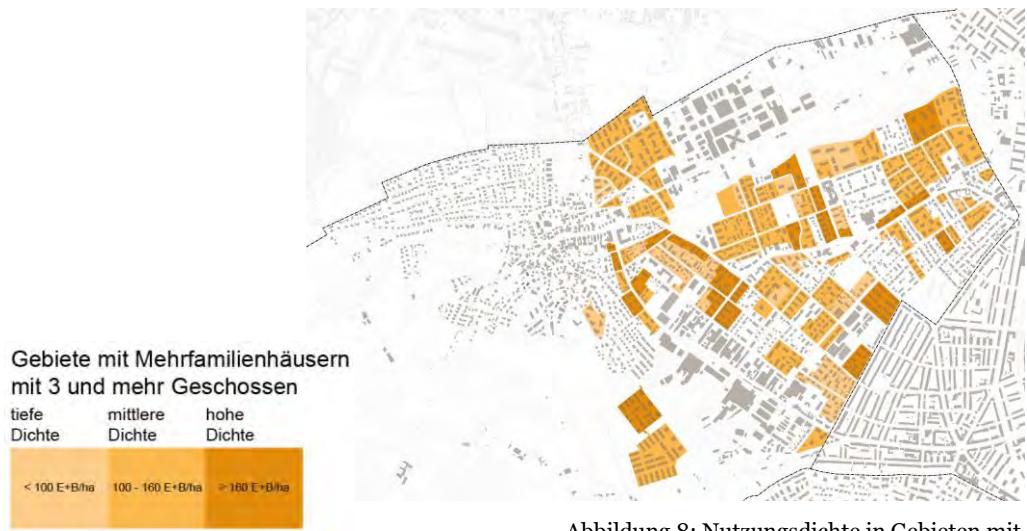 Gebiete mit Mehrfamilienhäusern
mit 3 und mehr Geschossen
tiefe mittlere hohe
Dichte Dichte Dichte
< 100 E+B/ha 100 - 160 E+B/ha > 160 E+B/ha
Abbildung 8: Nutzungsdichte in Gebieten mit